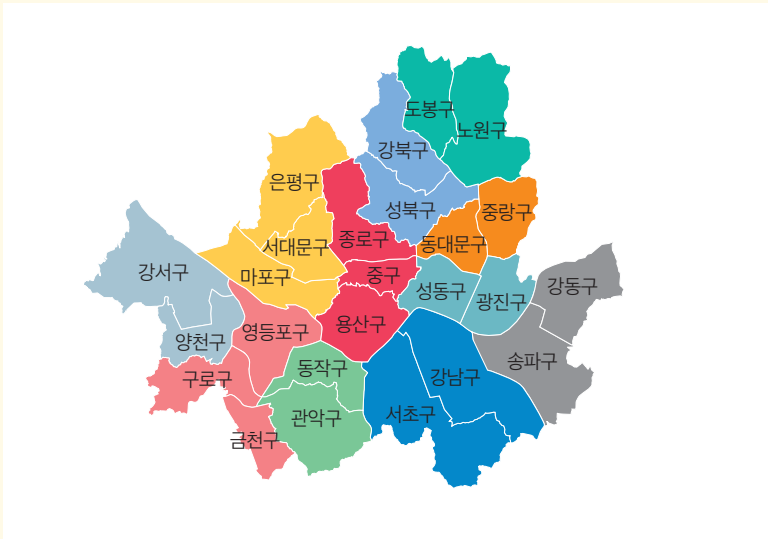 도봉구
노원구
강북구
은평구
성북구
중랑구
종로구
동대문구
서대문구
강서구
마포구
중구
성동구
광진구
강동구
용산구
영등포구
양천구
송파구
동작구
강남구
구로구
서초구
관악구
금천구